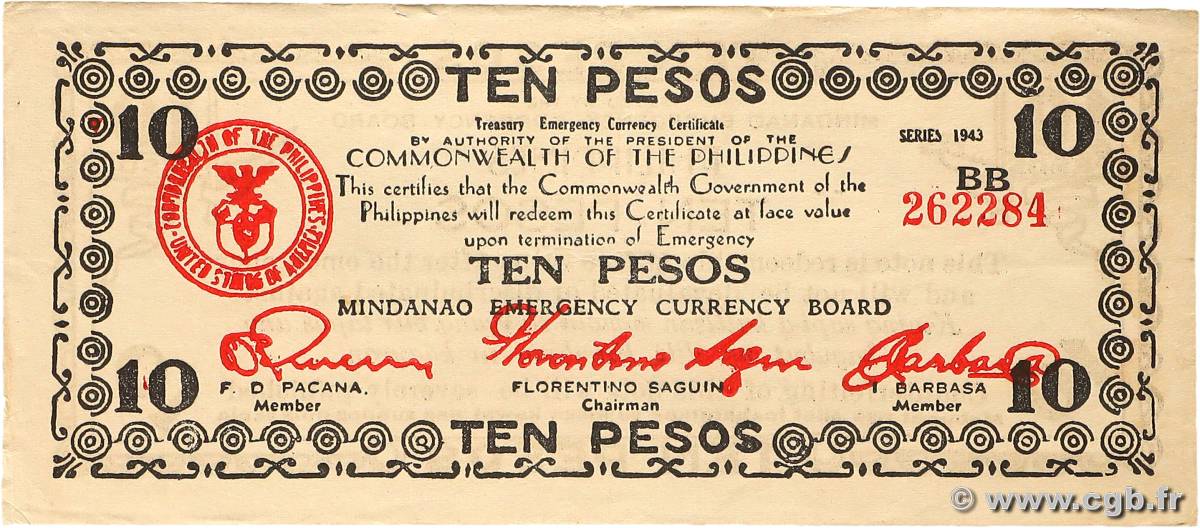 TEN PESOS
10
10
Treasury Emergency Currency Certificate
BY AUTHORITY OF THE PRESIDENT OF THE
COMMONWEALTH OF THE PHILIPPINES
SERIES 1943
This certifies that the Commonwealth Government of the
Philippines will redeem this Certificate at face value
upon termination of Emergency
BB
262284
COMMONWEALTH OF THE PHILIPPINES
UNITED STATES OF AMERICA
TEN PESOS
MINDANAO EMERGENCY CURRENCY BOARD
Florentino Saguin
Barbasa
10
10
F. D. PACANA.
FLORENTINO SAGUIN
I. BARBASA
Member
Chairman
Member
TEN PESOS
© www.cgb.fr